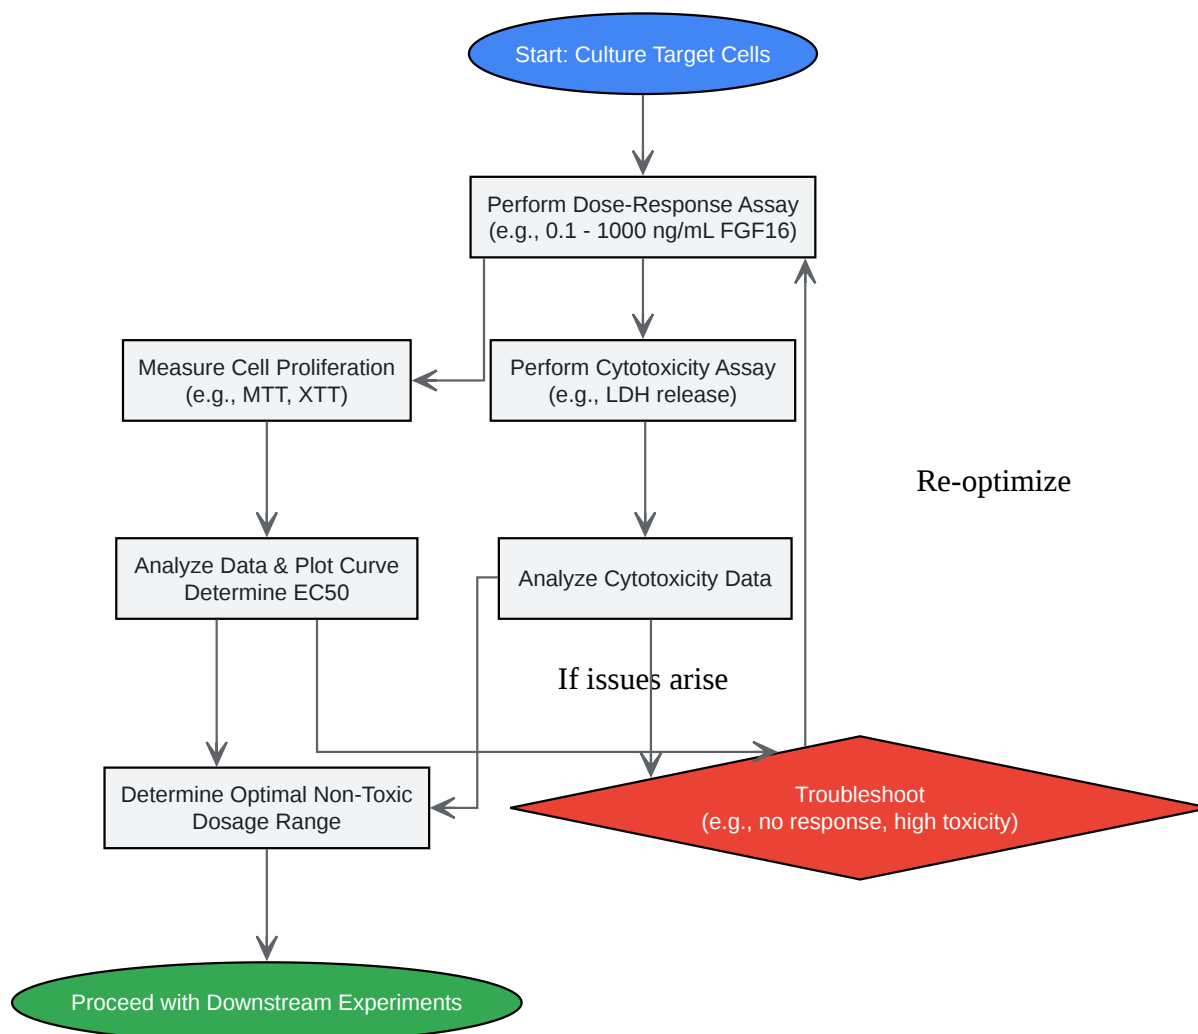 Start: Culture Target Cells
Perform Dose-Response Assay
(e.g., 0.1 - 1000 ng/mL FGF16)
Measure Cell Proliferation
(e.g., MTT, XTT)
Perform Cytotoxicity Assay
(e.g., LDH release)
Re-optimize
Analyze Data & Plot Curve
Determine EC50
Analyze Cytotoxicity Data
If issues arise
Determine Optimal Non-Toxic
Dosage Range
Troubleshoot
(e.g., no response, high toxicity)
Proceed with Downstream Experiments